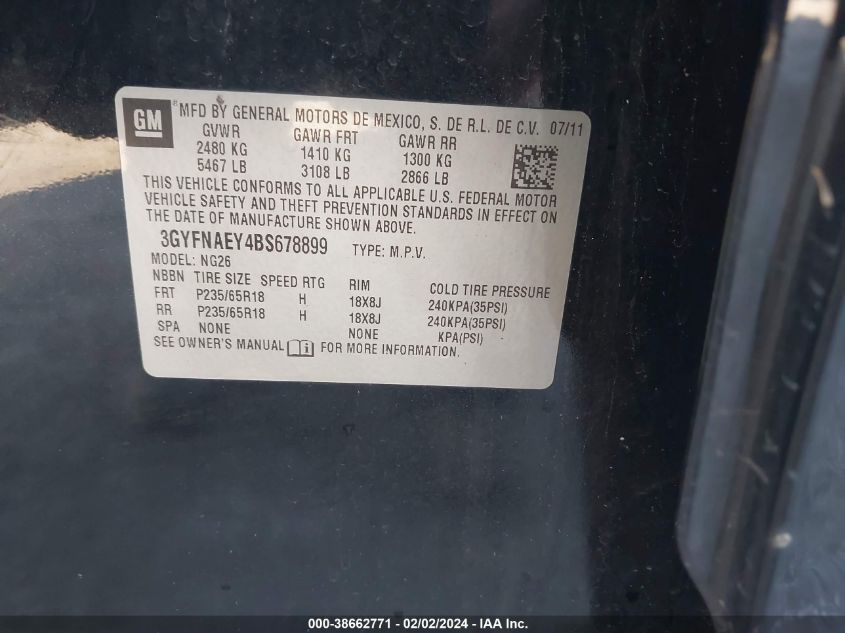 GM ® MFD BY GENERAL MOTORS DE MEXICO, S. DE R.L. DE C.V. 07/11
GVWR GAWR FRT GAWR RR
2480 KG 1410 KG 1300 KG
5467 LB 3108 LB 2866 LB
THIS VEHICLE CONFORMS TO ALL APPLICABLE U.S. FEDERAL MOTOR
VEHICLE SAFETY AND THEFT PREVENTION STANDARDS IN EFFECT ON
THE DATE OF MANUFACTURE SHOWN ABOVE.
3GYFNAEY4BS678899 TYPE: M.P.V.
MODEL: NG26
NBBN TIRE SIZE SPEED RTG RIM COLD TIRE PRESSURE
FRT P235/65R18 H 18X8J 240KPA(35PSI)
RR P235/65R18 H 18X8J 240KPA(35PSI)
SPA NONE NONE KPA(PSI)
SEE OWNER'S MANUAL i FOR MORE INFORMATION.
000-38662771 - 02/02/2024 - IAA Inc.